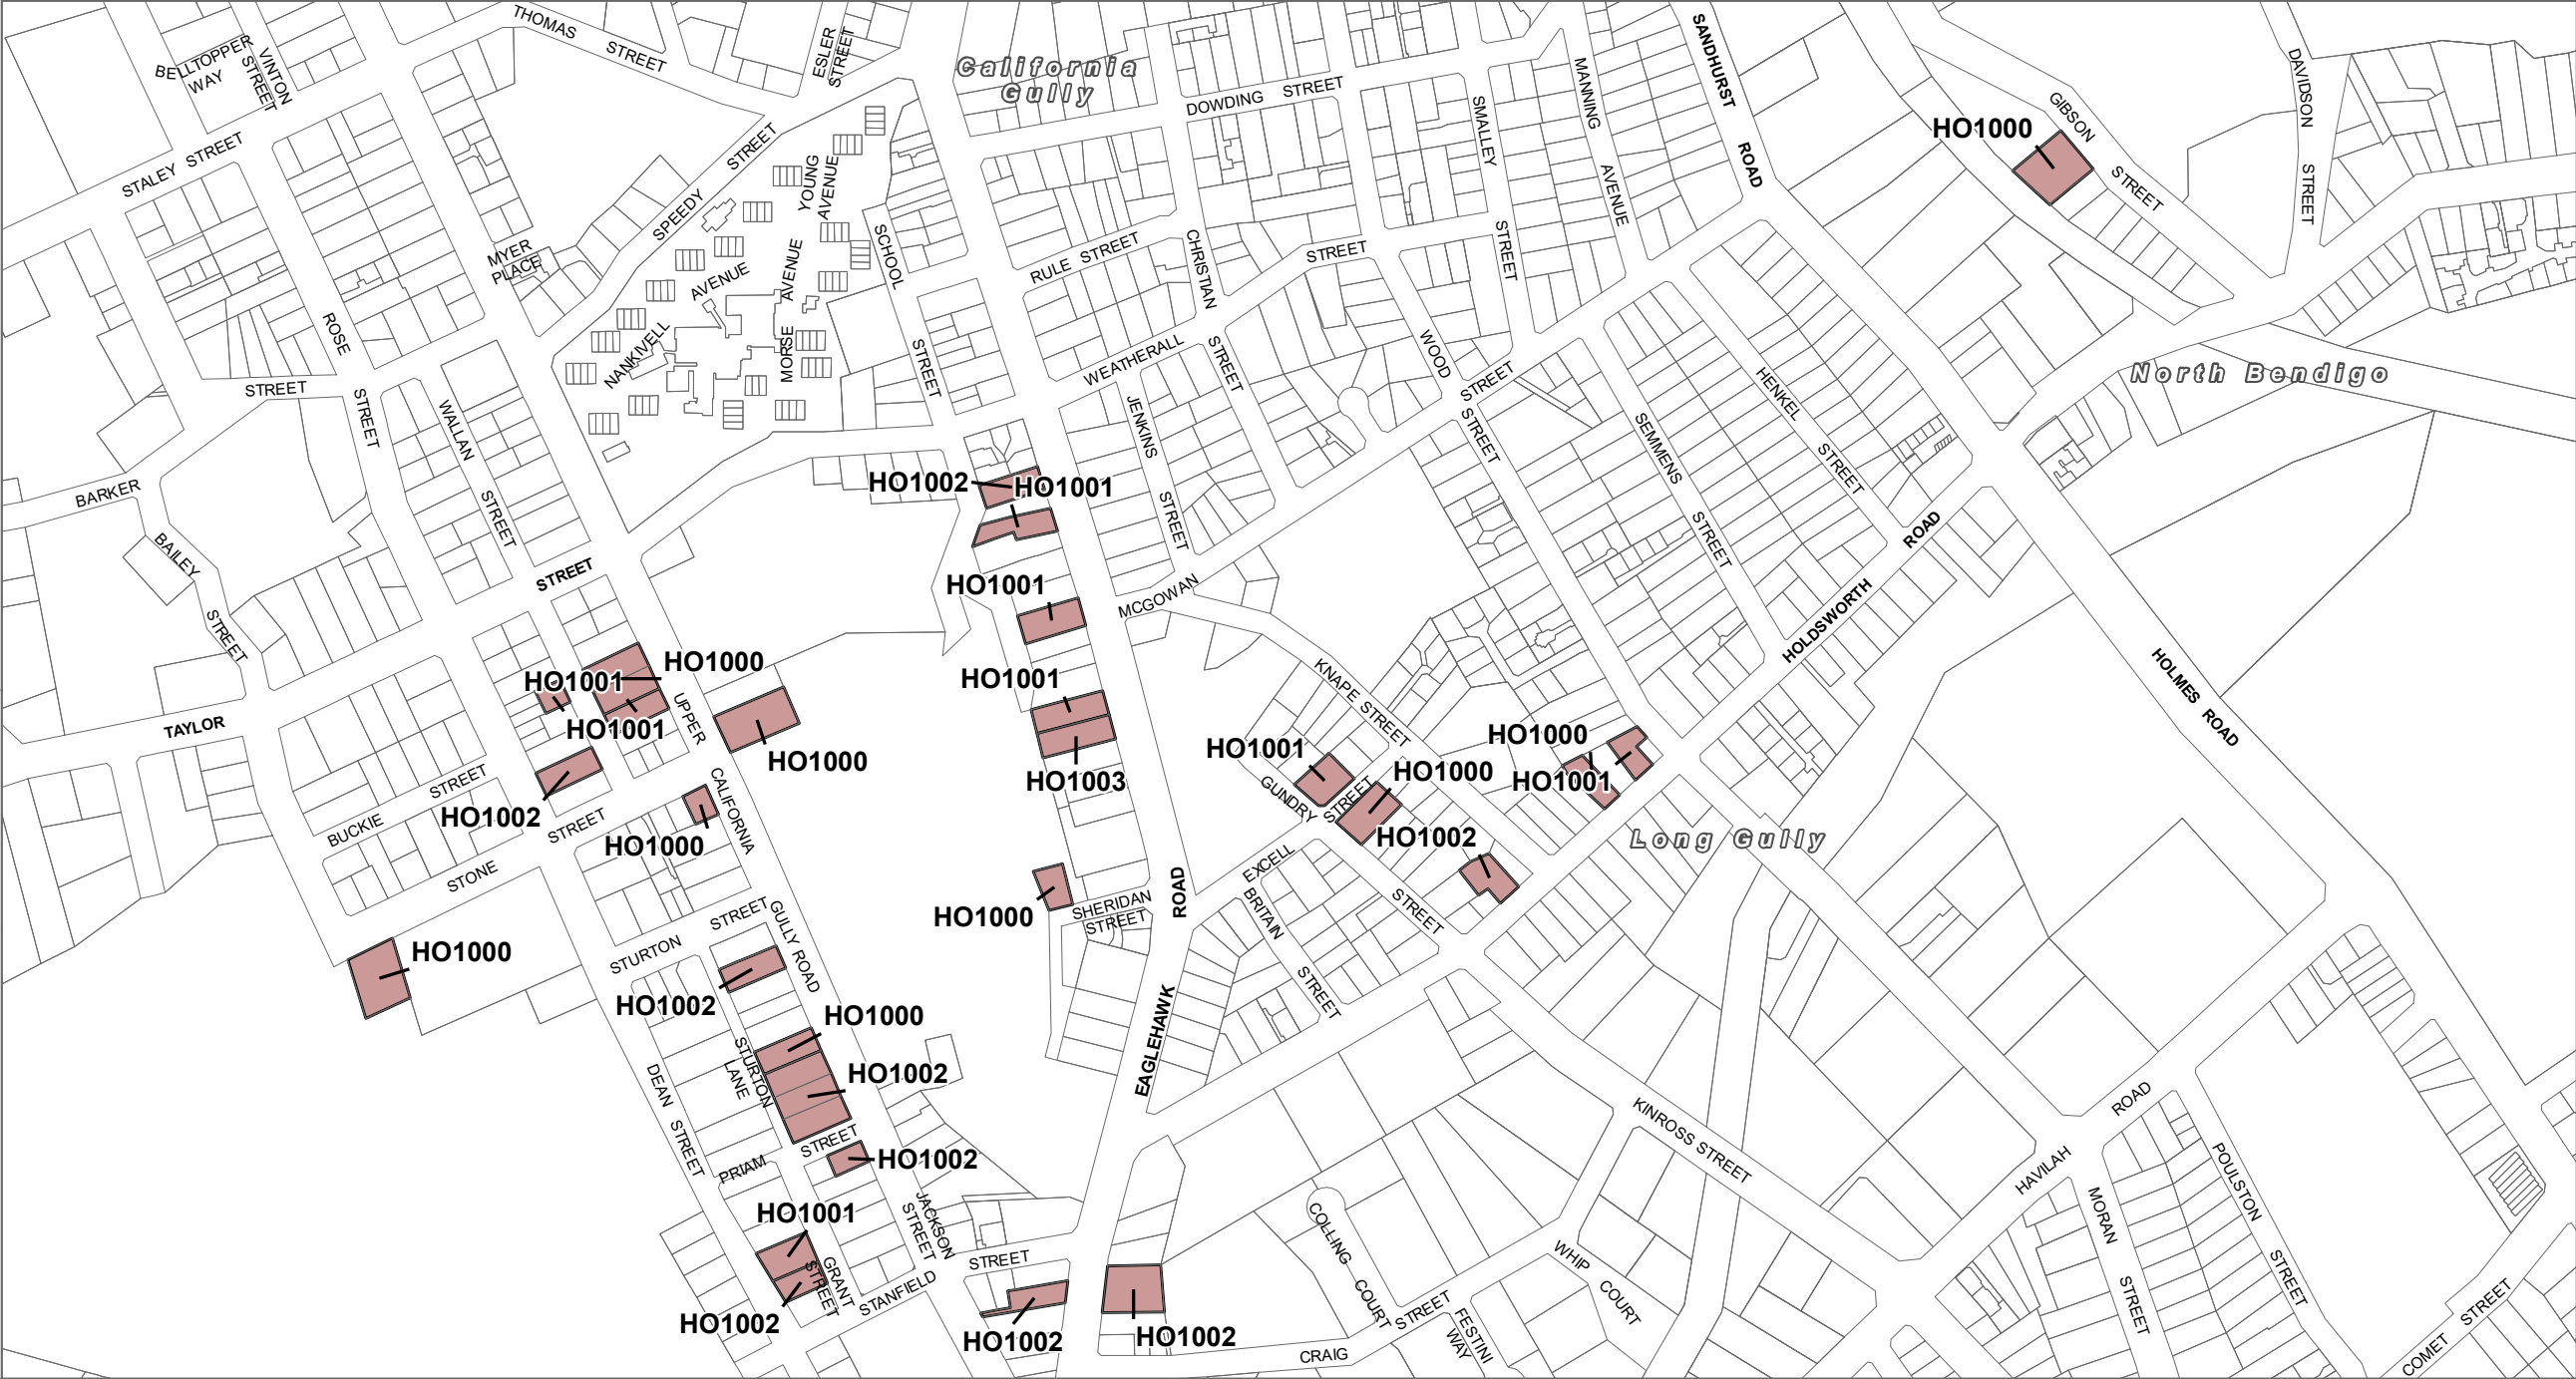 THOMAS
STREET
ESLER
STREET
BELLTOPPER
WAY
VINTON
STREET
California
Gully
DOWDING STREET
SANDHURST
ROAD
MANNING
AVENUE
SMALLEY
STREET
HO1000
GIBSON
STREET
DAVIDSON
STREET
STALEY STREET
SPEEDY STREET
YOUNG
AVENUE
SCHOOL
STREET
MYER
PLACE
NANKIVELL AVENUE
MORSE AVENUE
RULE STREET
CHRISTIAN
STREET
WEATHERALL STREET
WOOD
STREET
ROSE
STREET
STREET
WALLAN
STREET
JENKINS
STREET
HENKEL
STREET
SEMMENS
STREET
North Bendigo
BARKER
BAILEY
STREET
HO1002
HO1001
MCGOWAN STREET
HOLDSWORTH ROAD
HOLMES ROAD
HO1001
TAYLOR STREET
HO1000
HO1001
HO1001
UPPER
CALIFORNIA
GULLY ROAD
HO1000
HO1001
HO1003
KNAPE STREET
HO1001
HO1000
HO1000
HO1001
GUNDRY
STREET
EXCELL STREET
HO1002
Long Gully
HO1002
BUCKIE STREET
STONE STREET
HO1000
HO1000
SHERIDAN
STREET
BRITAIN
STREET
EAGLEHAWK ROAD
HO1000
STURTON STREET
HO1002
HO1000
STURTON
LANE
HO1002
DEAN
STREET
PRIAM STREET
HO1002
KINROSS STREET
HAVILAH ROAD
MORAN
STREET
POULSTON
STREET
HO1001
JACKSON
STREET
GRANT
STREET
HO1002
STANFIELD STREET
HO1002
HO1002
COLLING
COURT
WHIP
COURT
CRAIG STREET
FESTINI
WAY
COMET STREET